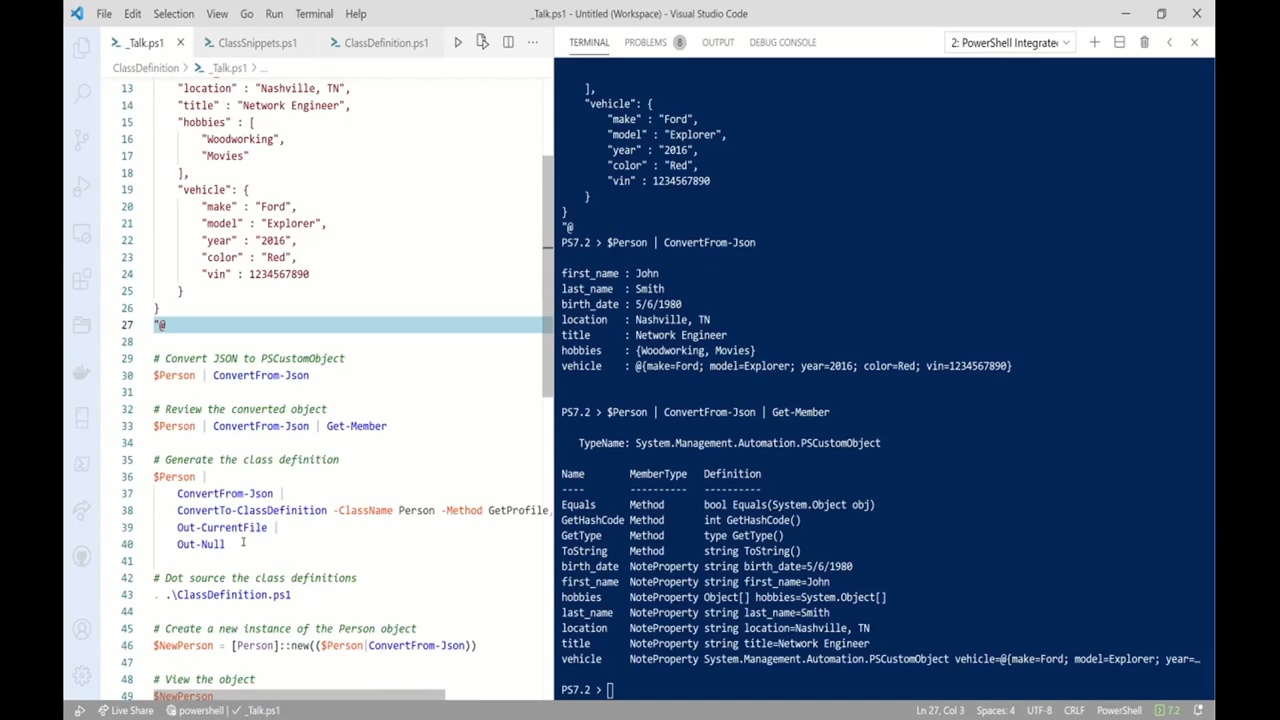 File Edit Selection View Go Run Terminal Help
_Talk.ps1 - Untitled (Workspace) - Visual Studio Code
_Talk.ps1 ClassSnippets.ps1 ClassDefinition.ps1
ClassDefinition > _Talk.ps1 > ...
13 "location" : "Nashville, TN",
14 "title" : "Network Engineer",
15 "hobbies" : [
16 "Woodworking",
17 "Movies"
18 ],
19 "vehicle": {
20 "make" : "Ford",
21 "model" : "Explorer",
22 "year" : "2016",
23 "color" : "Red",
24 "vin" : 1234567890
25 }
26 }
27 "@
28
29 # Convert JSON to PSCustomObject
30 $Person | ConvertFrom-Json
31
32 # Review the converted object
33 $Person | ConvertFrom-Json | Get-Member
34
35 # Generate the class definition
36 $Person |
37 ConvertFrom-Json |
38 ConvertTo-ClassDefinition -ClassName Person -Method GetProfile,
39 Out-CurrentFile |
40 Out-Null
41
42 # Dot source the class definitions
43 . .\ClassDefinition.ps1
44
45 # Create a new instance of the Person object
46 $NewPerson = [Person]::new(($Person|ConvertFrom-Json))
47
48 # View the object
49 $NewPerson
TERMINAL PROBLEMS 8 OUTPUT DEBUG CONSOLE 2: PowerShell Integrate
],
"vehicle": {
"make" : "Ford",
"model" : "Explorer",
"year" : "2016",
"color" : "Red",
"vin" : 1234567890
}
}
"@
PS7.2 > $Person | ConvertFrom-Json
first_name : John
last_name : Smith
birth_date : 5/6/1980
location : Nashville, TN
title : Network Engineer
hobbies : {Woodworking, Movies}
vehicle : @{make=Ford; model=Explorer; year=2016; color=Red; vin=1234567890}
PS7.2 > $Person | ConvertFrom-Json | Get-Member
TypeName: System.Management.Automation.PSCustomObject
Name MemberType Definition
---- ---------- ----------
Equals Method bool Equals(System.Object obj)
GetHashCode Method int GetHashCode()
GetType Method type GetType()
ToString Method string ToString()
birth_date NoteProperty string birth_date=5/6/1980
first_name NoteProperty string first_name=John
hobbies NoteProperty Object[] hobbies=System.Object[]
last_name NoteProperty string last_name=Smith
location NoteProperty string location=Nashville, TN
title NoteProperty string title=Network Engineer
vehicle NoteProperty System.Management.Automation.PSCustomObject vehicle=@{make=Ford; model=Explorer; year=…
PS7.2 >
Live Share powershell | ✓ _Talk.ps1 Ln 27, Col 3 Spaces: 4 UTF-8 CRLF PowerShell 7.2